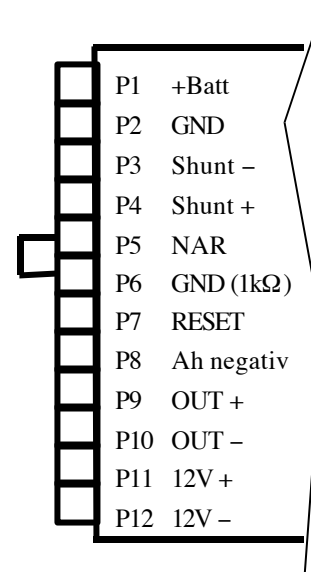 P1 +Batt
P2 GND
P3 Shunt −
P4 Shunt +
P5 NAR
P6 GND (1kΩ)
P7 RESET
P8 Ah negativ
P9 OUT +
P10 OUT −
P11 12V +
P12 12V −